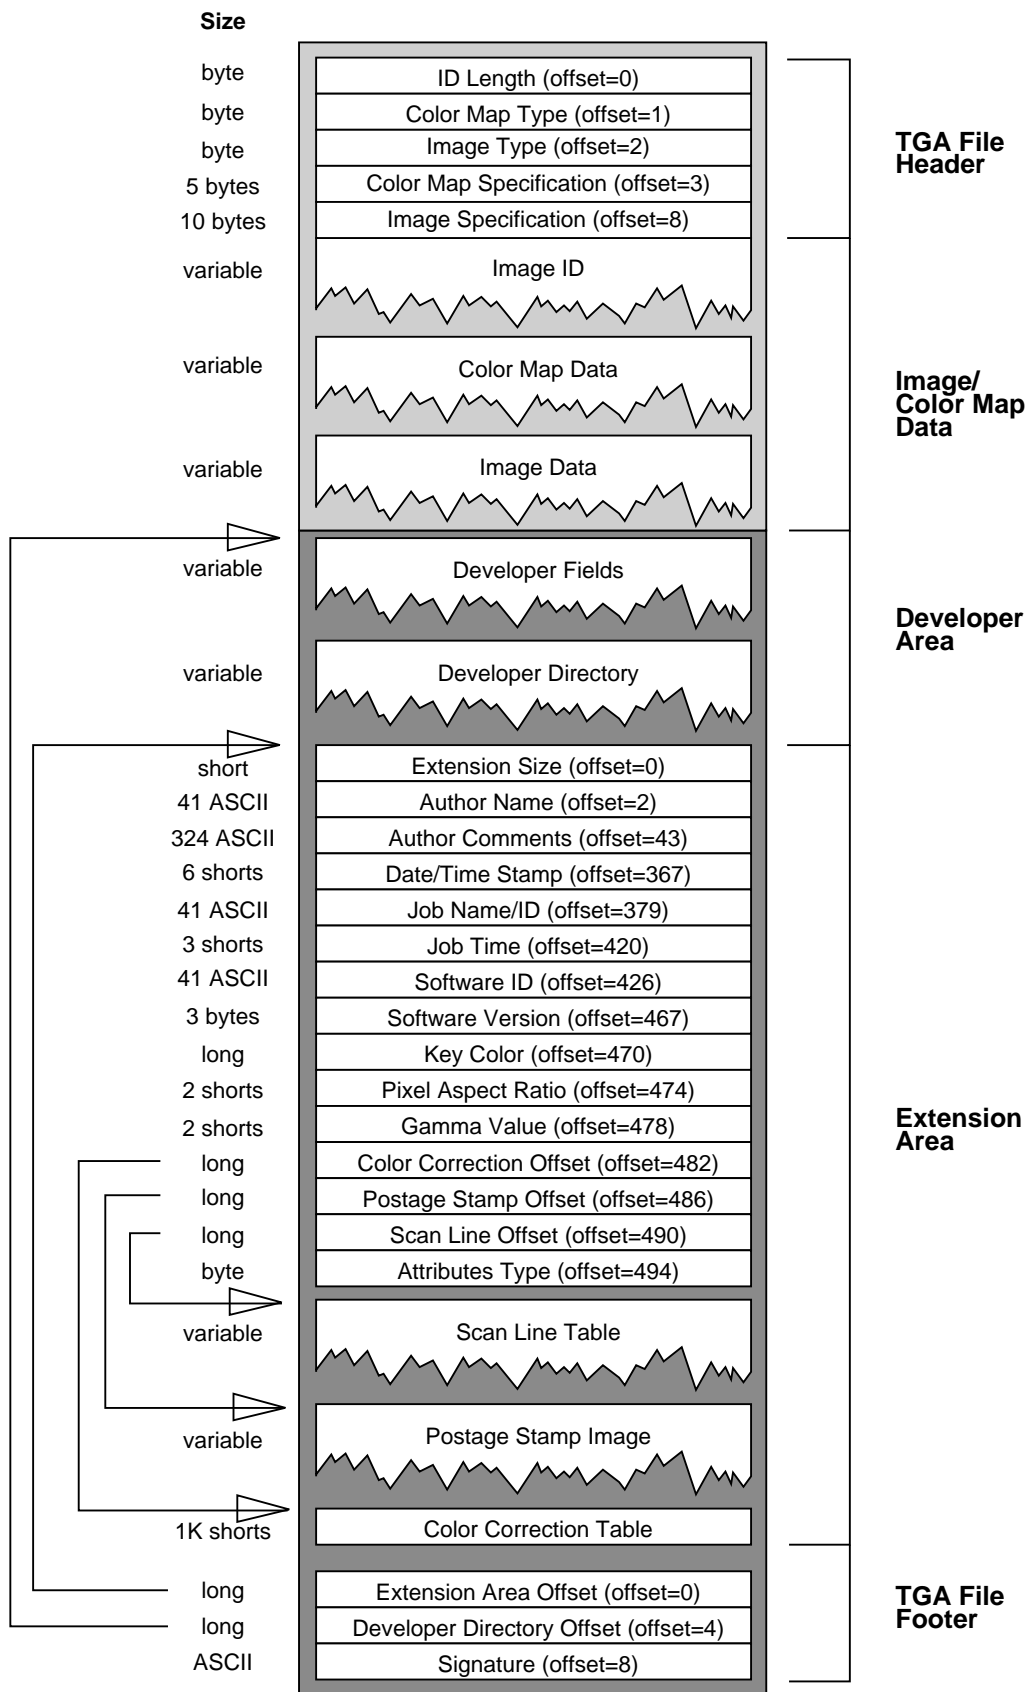 Size
byte
ID Length (offset=0)
byte
Color Map Type (offset=1)
byte
Image Type (offset=2)
5 bytes
Color Map Specification (offset=3)
10 bytes
Image Specification (offset=8)
TGA File
Header
variable
Image ID
variable
Color Map Data
variable
Image Data
Image/
Color Map
Data
variable
Developer Fields
variable
Developer Directory
Developer
Area
short
Extension Size (offset=0)
41 ASCII
Author Name (offset=2)
324 ASCII
Author Comments (offset=43)
6 shorts
Date/Time Stamp (offset=367)
41 ASCII
Job Name/ID (offset=379)
3 shorts
Job Time (offset=420)
41 ASCII
Software ID (offset=426)
3 bytes
Software Version (offset=467)
long
Key Color (offset=470)
2 shorts
Pixel Aspect Ratio (offset=474)
2 shorts
Gamma Value (offset=478)
long
Color Correction Offset (offset=482)
long
Postage Stamp Offset (offset=486)
long
Scan Line Offset (offset=490)
byte
Attributes Type (offset=494)
variable
Scan Line Table
variable
Postage Stamp Image
1K shorts
Color Correction Table
Extension
Area
long
Extension Area Offset (offset=0)
long
Developer Directory Offset (offset=4)
ASCII
Signature (offset=8)
TGA File
Footer